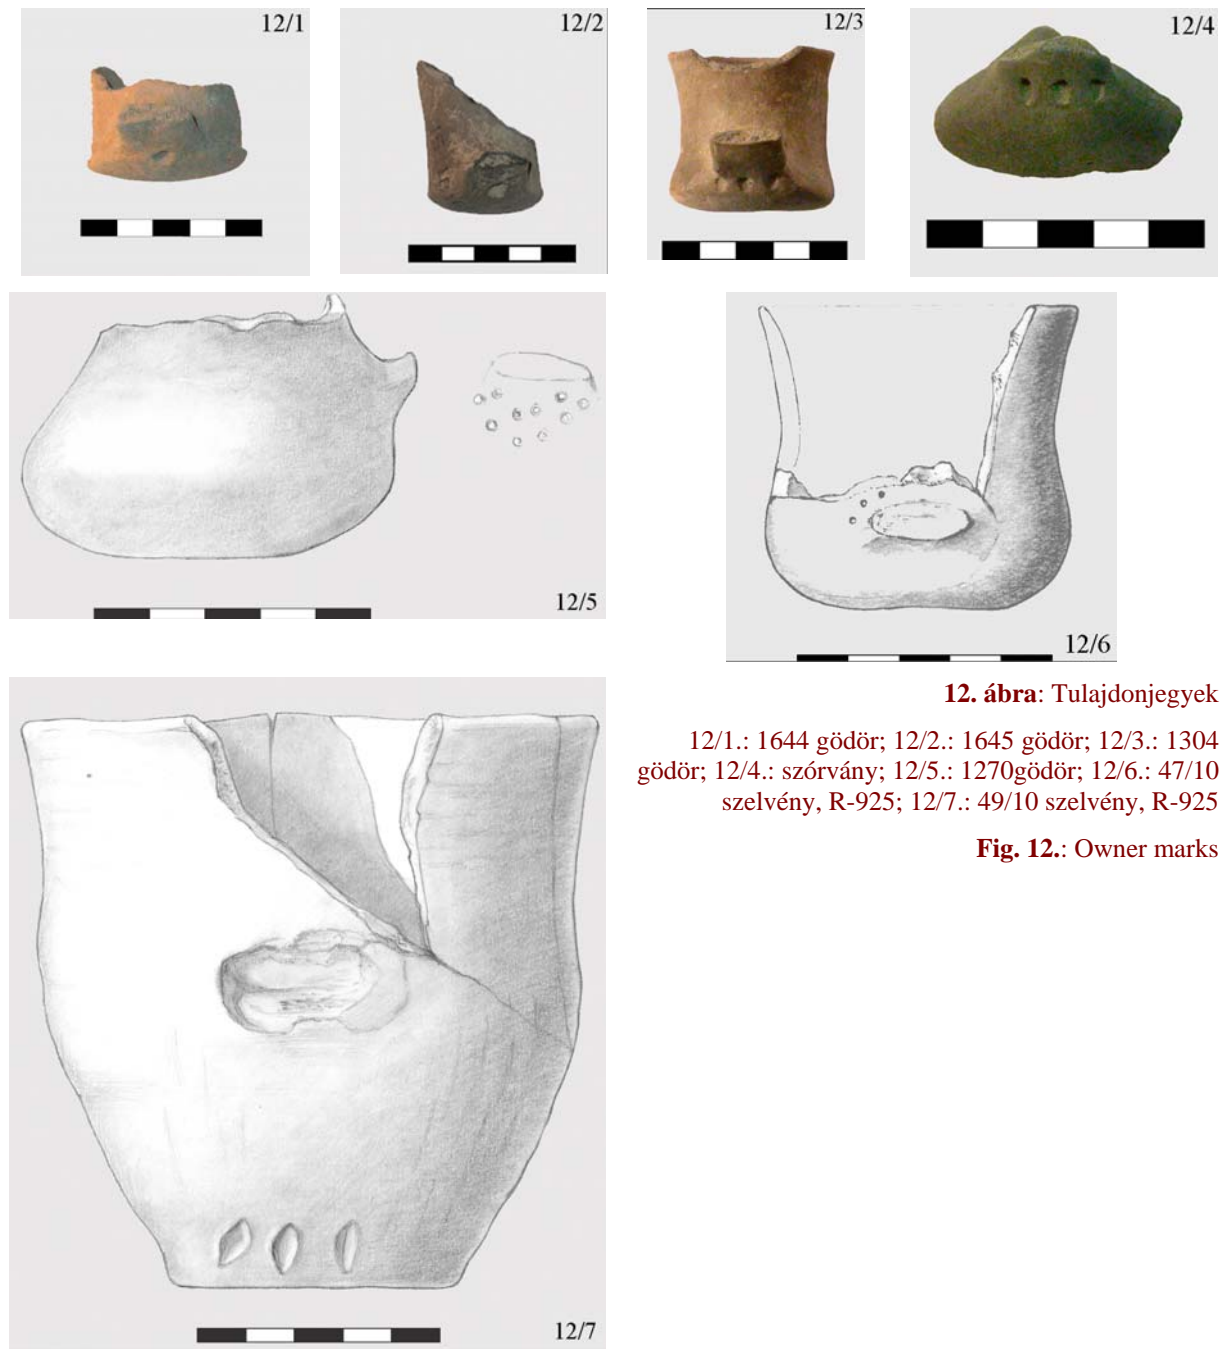 12/1
12/2
12/3
12/4
12/5
12/6
12. ábra: Tulajdonjegyek
12/1.: 1644 gödör; 12/2.: 1645 gödör; 12/3.: 1304
gödör; 12/4.: szórvány; 12/5.: 1270gödör; 12/6.: 47/10
szelvény, R-925; 12/7.: 49/10 szelvény, R-925
Fig. 12.: Owner marks
12/7